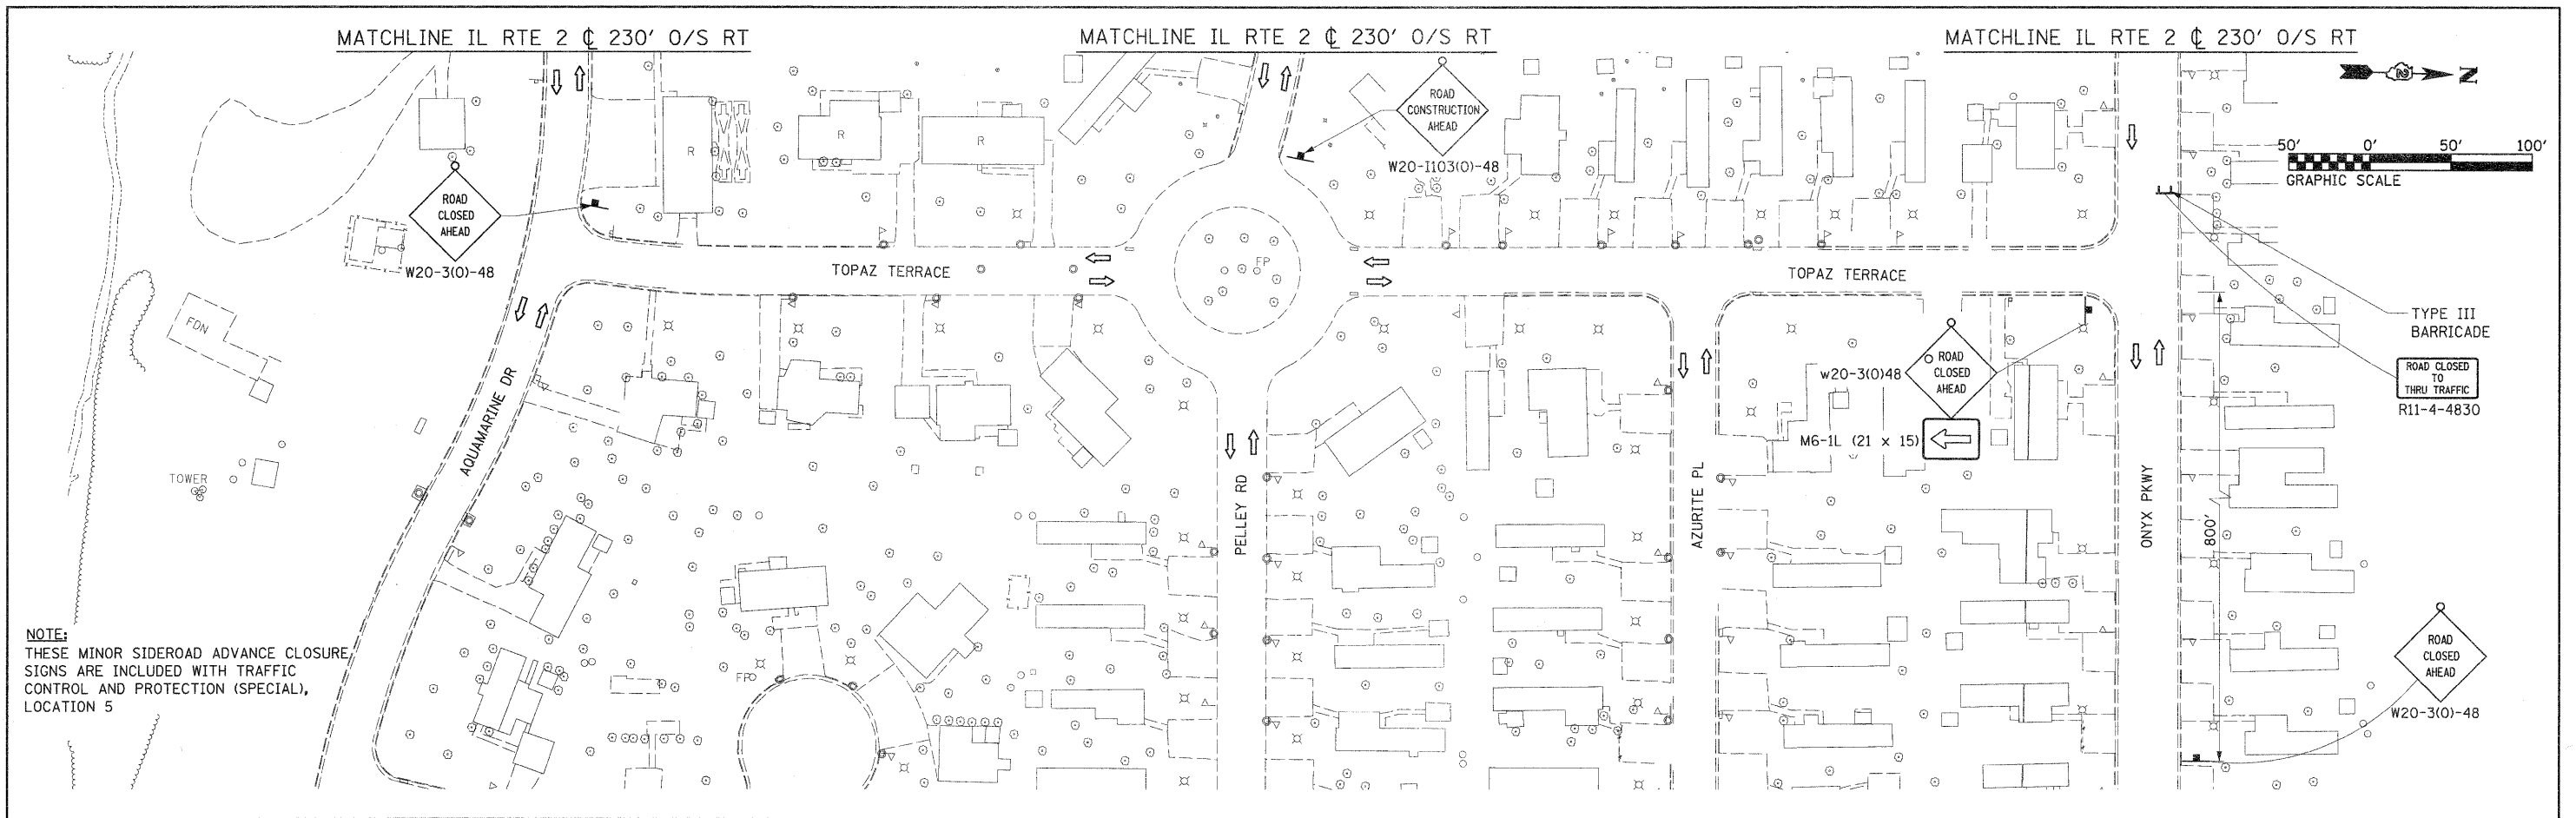 MATCHLINE IL RTE 2 ℄ 230' O/S RT
MATCHLINE IL RTE 2 ℄ 230' O/S RT
MATCHLINE IL RTE 2 ℄ 230' O/S RT
N
50' 0' 50' 100'
GRAPHIC SCALE
ROAD
CLOSED
AHEAD
W20-3(O)-48
ROAD
CONSTRUCTION
AHEAD
W20-I103(O)-48
R
R
R
TOPAZ TERRACE
FP
TOPAZ TERRACE
FDN
TOWER
AQUAMARINE DR
PELLEY RD
AZURITE PL
ONYX PKWY
ROAD
CLOSED
AHEAD
w20-3(O)48
M6-1L (21 x 15)
TYPE III
BARRICADE
ROAD CLOSED
TO
THRU TRAFFIC
R11-4-4830
800'
FP
ROAD
CLOSED
AHEAD
W20-3(O)-48
NOTE:
THESE MINOR SIDEROAD ADVANCE CLOSURE
SIGNS ARE INCLUDED WITH TRAFFIC
CONTROL AND PROTECTION (SPECIAL),
LOCATION 5